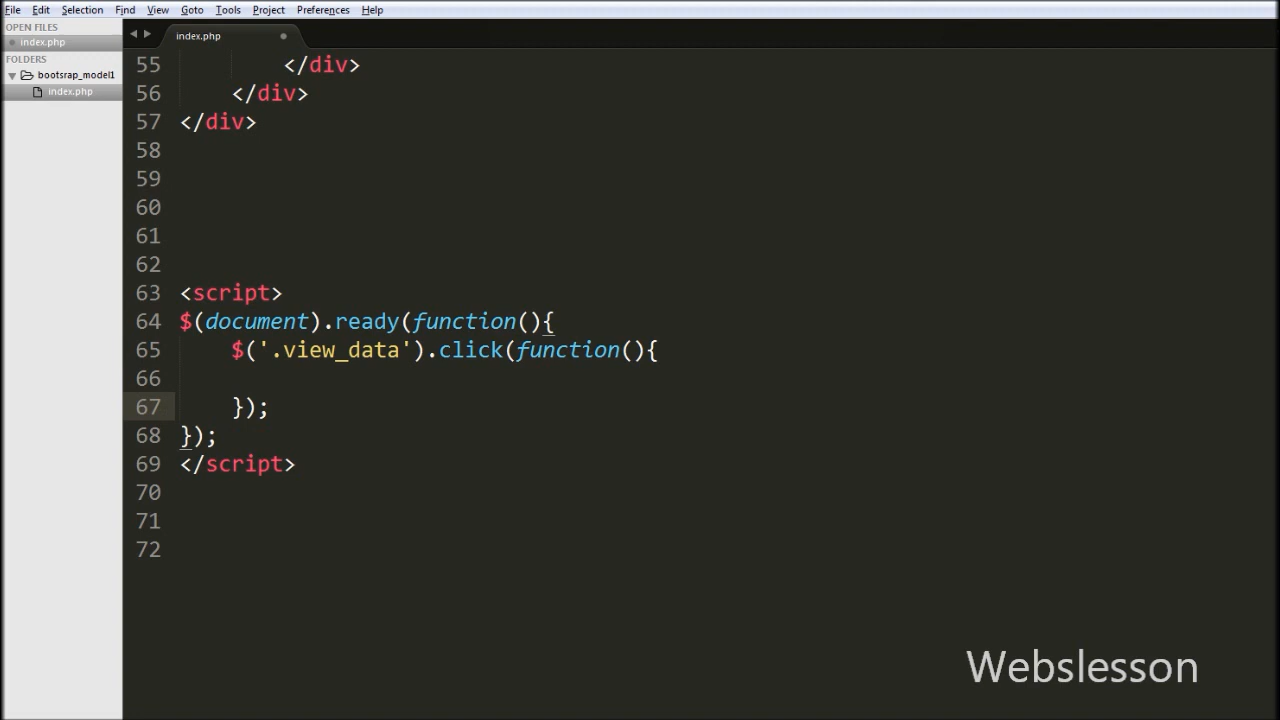 File Edit Selection Find View Goto Tools Project Preferences Help
OPEN FILES
index.php
FOLDERS
bootsrap_model1
index.php
index.php
55 </div>
56 </div>
57 </div>
58
59
60
61
62
63 <script>
64 $(document).ready(function(){
65 $('.view_data').click(function(){
66
67 });
68 });
69 </script>
70
71
72
Webslesson